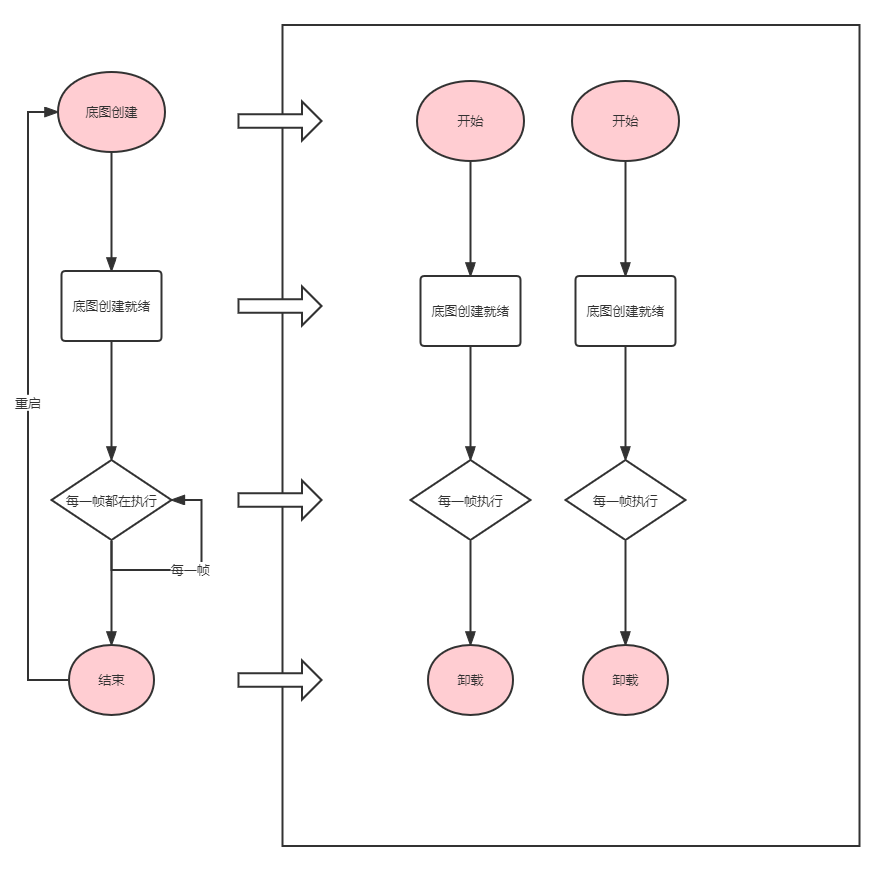 底图创建
开始
开始
底图创建就绪
底图创建就绪
底图创建就绪
重启
每一帧都在执行
每一帧执行
每一帧执行
每一帧
结束
卸载
卸载